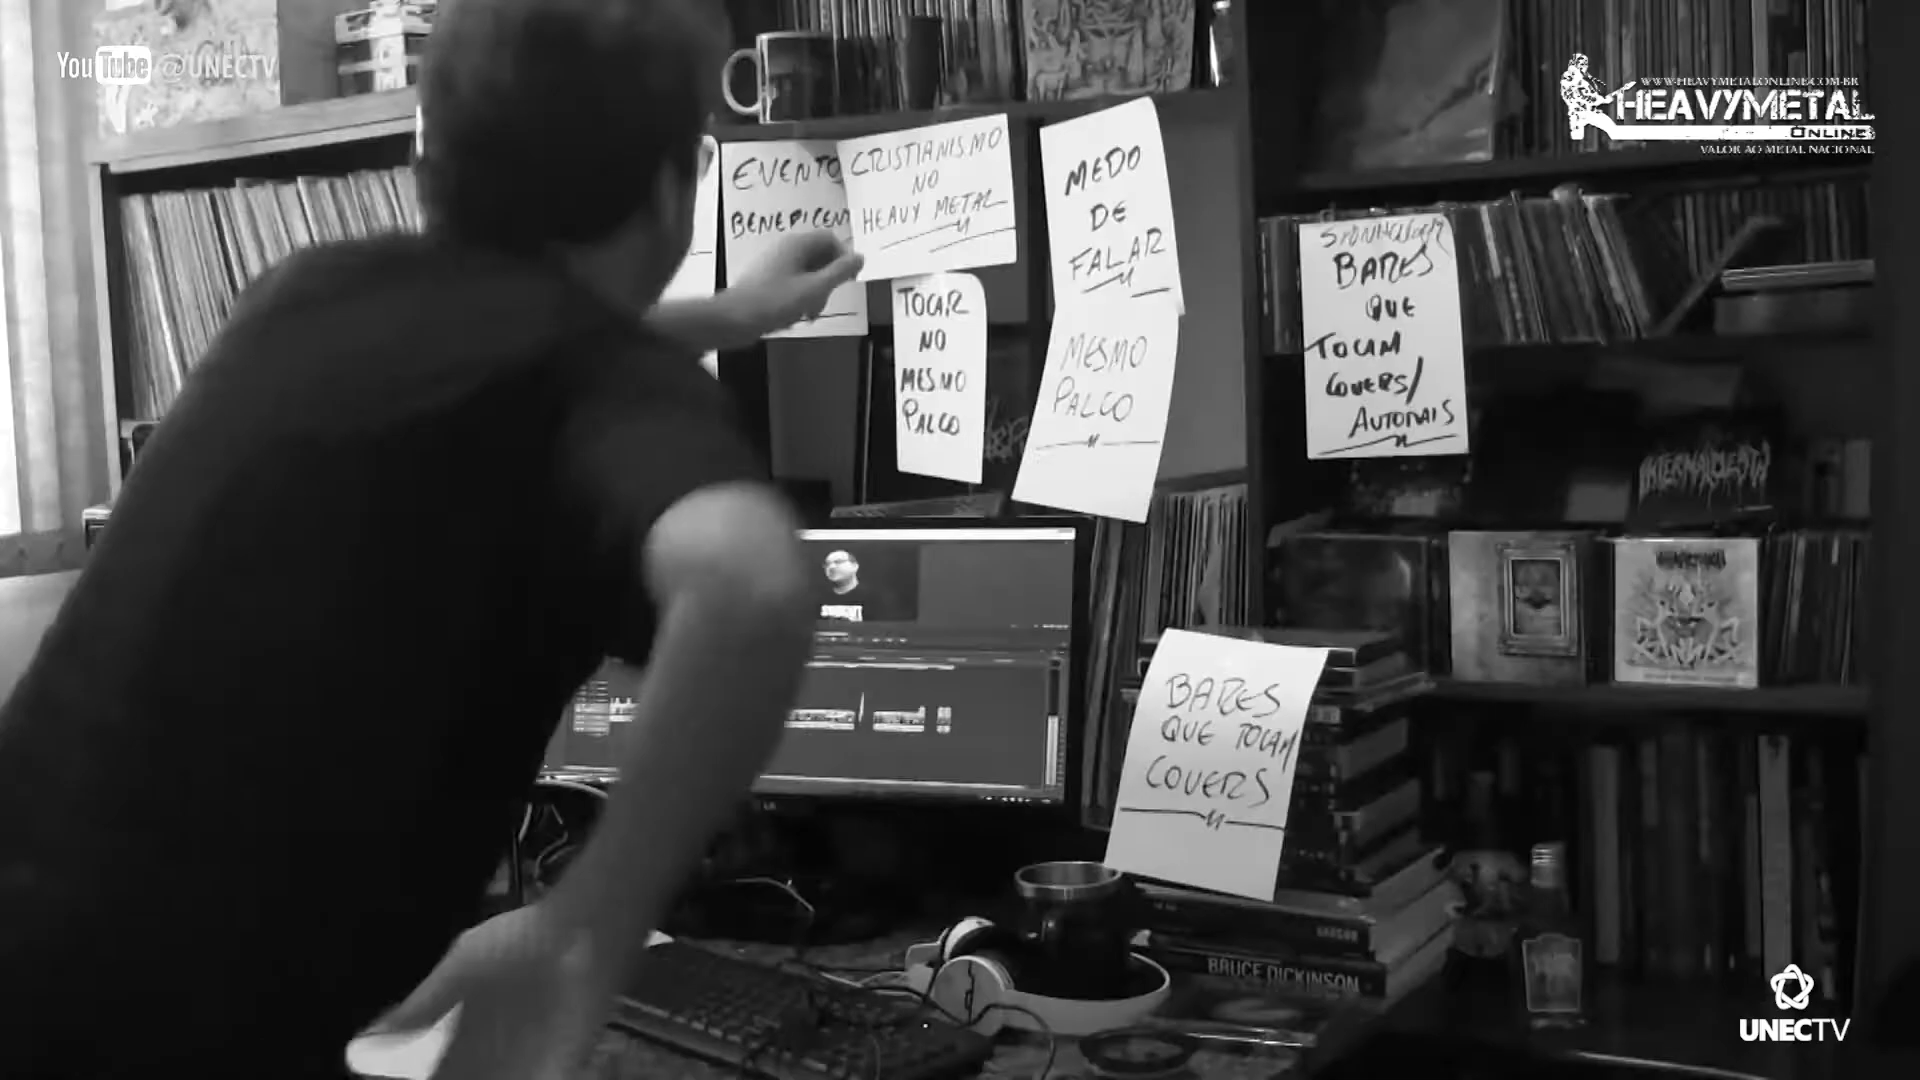 YouTube @UNECTV
WWW.HEAVYMETALONLINE.COM.BR
HEAVYMETAL
ONLINE
VALOR AO METAL NACIONAL
EVENTO
BENEFICEN
CRISTIANISMO
NO
HEAVY METAL
MEDO
DE
FALAR
TOCAR
NO
MESMO
PALCO
MESMO
PALCO
BARES
QUE
TOCAM
COVERS/
AUTORAIS
BARES
QUE TOCAM
COVERS
BRUCE DICKINSON
UNECTV